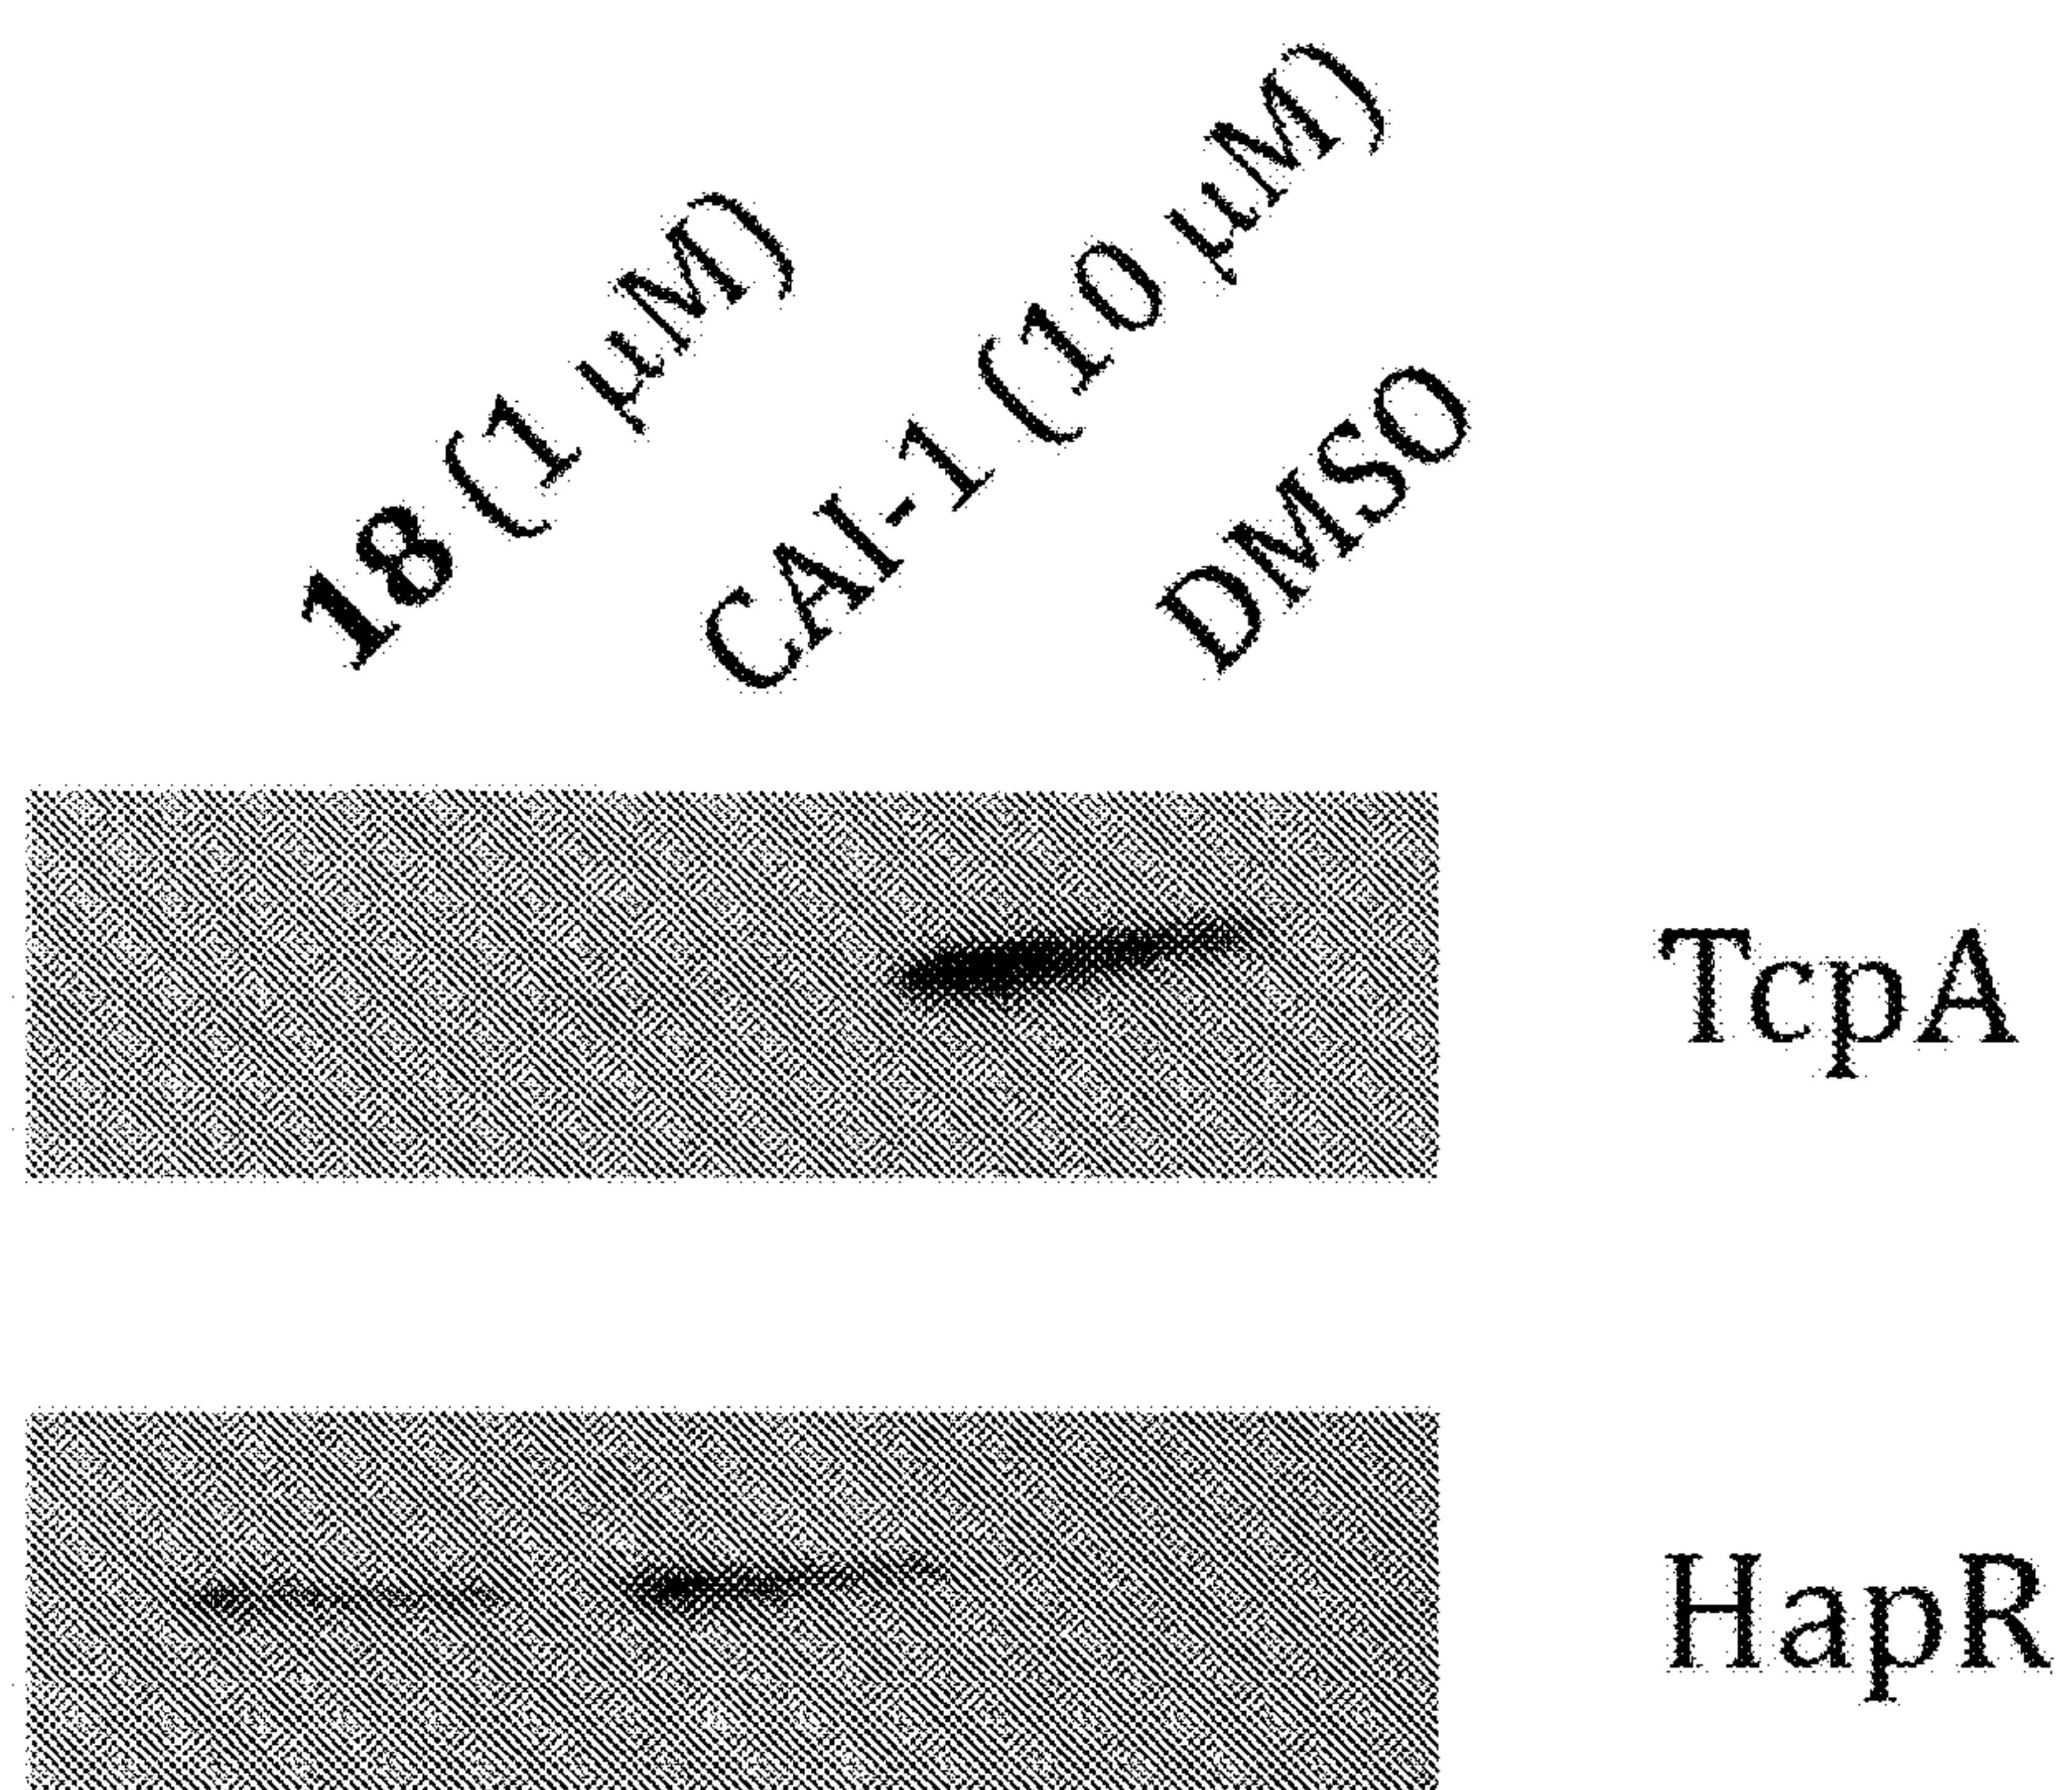 18 (1 μM)
CAI-1 (10 μM)
DMSO
TcpA
HapR